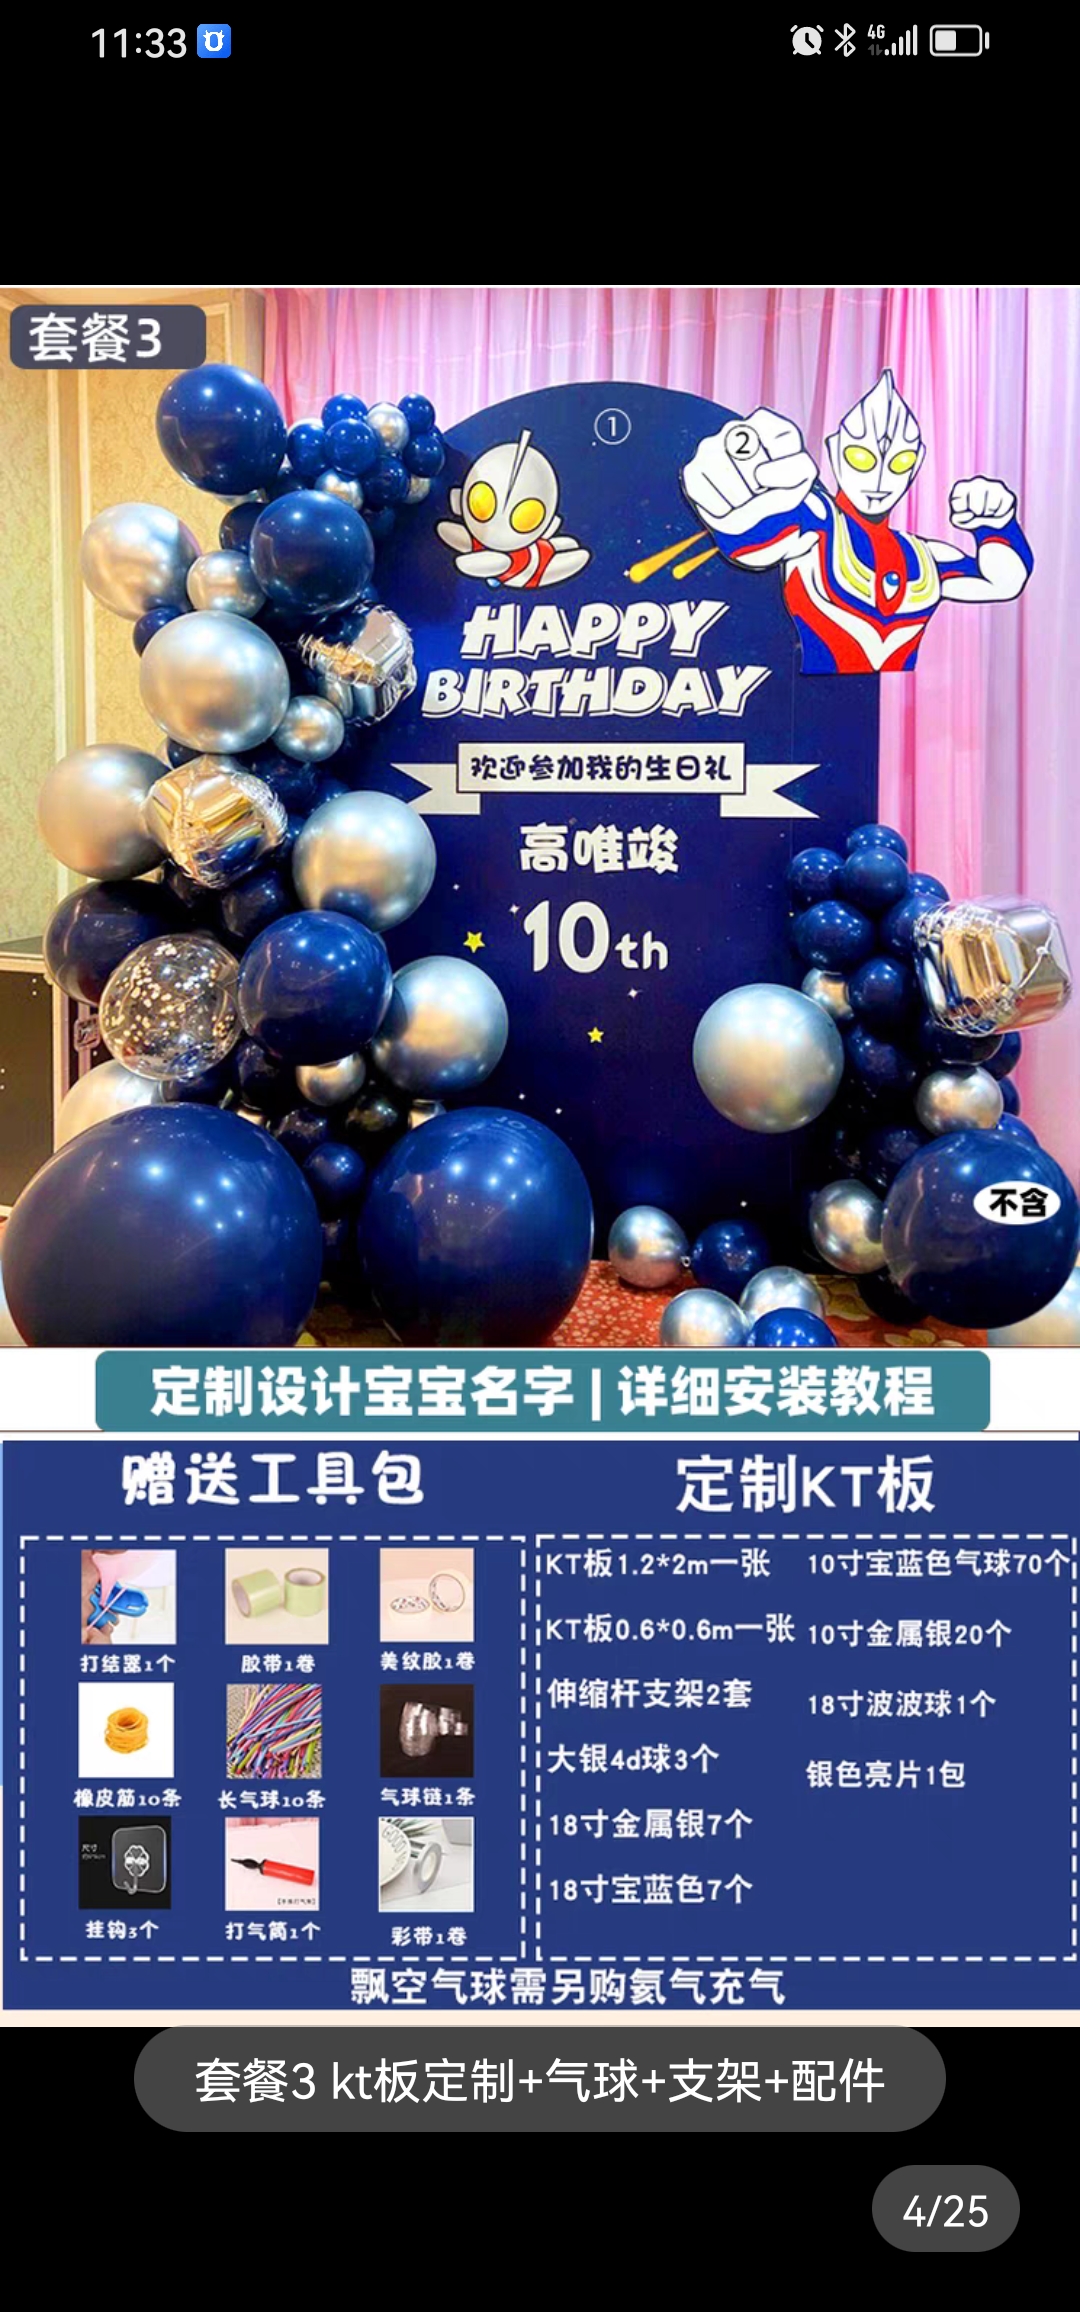 11:33
4G
套餐3
①
②
HAPPY
BIRTHDAY
欢迎参加我的生日礼
高唯竣
10th
不含
定制设计宝宝名字 | 详细安装教程
赠送工具包
打结器1个
胶带1卷
美纹胶1卷
橡皮筋10条
长气球10条
气球链1条
尺寸
挂钩3个
打气筒1个
彩带1卷
定制KT板
KT板1.2*2m一张
KT板0.6*0.6m一张
伸缩杆支架2套
大银4d球3个
18寸金属银7个
18寸宝蓝色7个
10寸宝蓝色气球70个
10寸金属银20个
18寸波波球1个
银色亮片1包
飘空气球需另购氦气充气
套餐3 kt板定制+气球+支架+配件
4/25